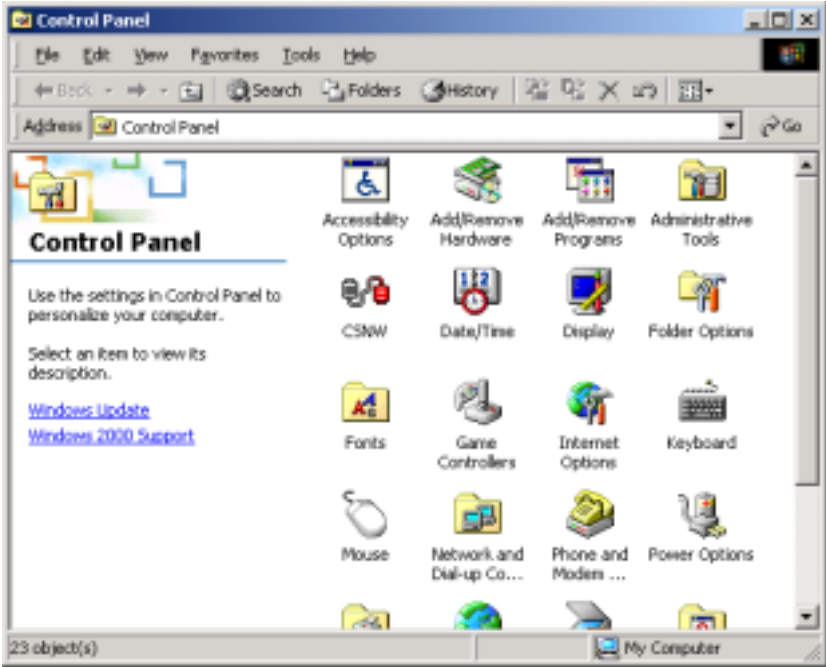 Control Panel
File Edit View Favorites Tools Help
Back Search Folders History
Address Control Panel Go
Control Panel
Use the settings in Control Panel to
personalize your computer.
Select an item to view its
description.
Windows Update
Windows 2000 Support
Accessibility
Options
Add/Remove
Hardware
Add/Remove
Programs
Administrative
Tools
CSNW
Date/Time
Display
Folder Options
Fonts
Game
Controllers
Internet
Options
Keyboard
Mouse
Network and
Dial-up Co...
Phone and
Modem ...
Power Options
23 object(s) My Computer